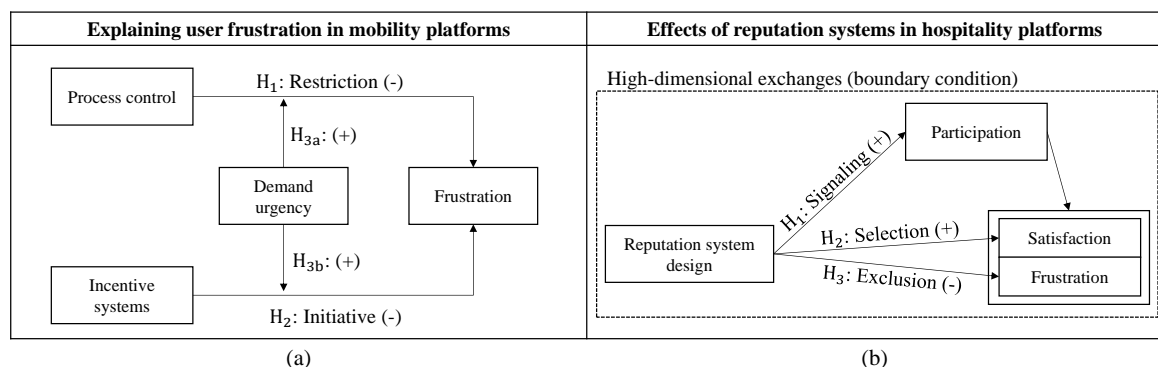 Explaining user frustration in mobility platforms
Process control
H₁: Restriction (-)
H₃ₐ: (+)
Demand
urgency
Frustration
H₃b: (+)
Incentive
systems
H₂: Initiative (-)
(a)
Effects of reputation systems in hospitality platforms
High-dimensional exchanges (boundary condition)
Participation
H₁: Signaling (+)
H₂: Selection (+)
Reputation system
design
H₃: Exclusion (-)
Satisfaction
Frustration
(b)